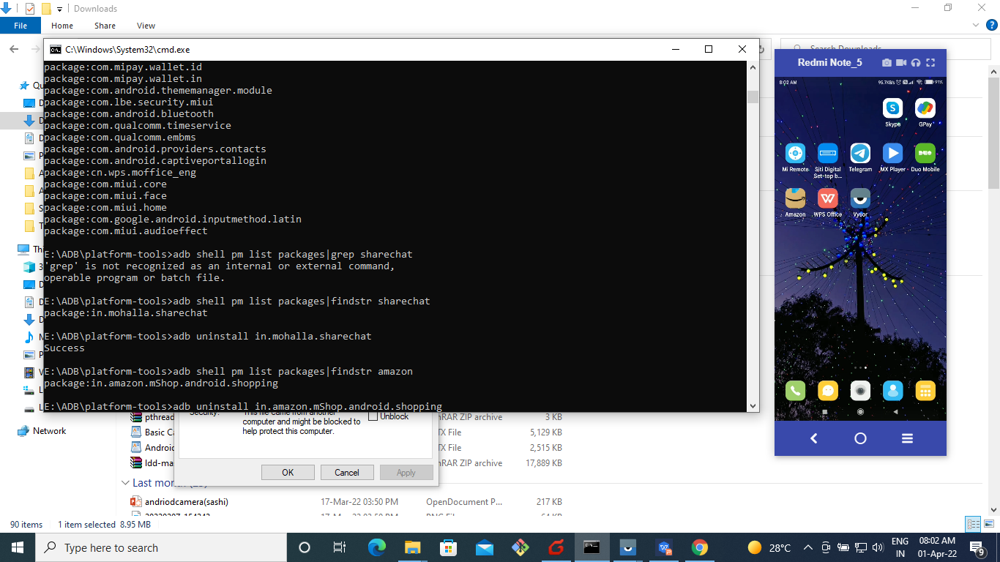 Downloads
File
Home
Share
View
Search Downloads
C:\Windows\System32\cmd.exe
package:com.mipay.wallet.id
package:com.mipay.wallet.in
package:com.android.thememanager.module
package:com.lbe.security.miui
package:com.android.bluetooth
package:com.qualcomm.timeservice
package:com.qualcomm.embms
package:com.android.providers.contacts
package:com.android.captiveportallogin
package:cn.wps.moffice_eng
package:com.miui.core
package:com.miui.face
package:com.miui.home
package:com.google.android.inputmethod.latin
package:com.miui.audioeffect
E:\ADB\platform-tools>adb shell pm list packages|grep sharechat
'grep' is not recognized as an internal or external command,
operable program or batch file.
E:\ADB\platform-tools>adb shell pm list packages|findstr sharechat
package:in.mohalla.sharechat
E:\ADB\platform-tools>adb uninstall in.mohalla.sharechat
Success
E:\ADB\platform-tools>adb shell pm list packages|findstr amazon
package:in.amazon.mShop.android.shopping
E:\ADB\platform-tools>adb uninstall in.amazon.mShop.android.shopping
Redmi Note_5
8:02 AM
95.7KB/s
91%
Skype
GPay
Mi Remote
Siti Digital
Set-top b...
Telegram
MX Player
Duo Mobile
DUO
Amazon
WPS Office
Vysor
Network
Security:
This file came from another
computer and might be blocked to
help protect this computer.
Unblock
OK
Cancel
Apply
pthread
nRAR ZIP archive
3 KB
Basic Ca
TX File
5,129 KB
Android
TX File
2,515 KB
ldd-ma
nRAR ZIP archive
17,889 KB
Last month
andriodcamera(sashi)
17-Mar-22 03:50 PM
OpenDocument P...
217 KB
90 items
1 item selected 8.95 MB
Type here to search
28°C
ENG
IN
08:02 AM
01-Apr-22
9